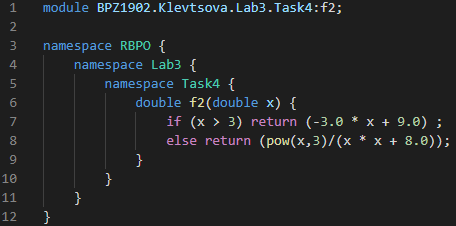 1 module BPZ1902.Klevtsova.Lab3.Task4:f2;
2
3 namespace RBPO {
4     namespace Lab3 {
5         namespace Task4 {
6             double f2(double x) {
7                 if (x > 3) return (-3.0 * x + 9.0) ;
8                 else return (pow(x,3)/(x * x + 8.0));
9             }
10         }
11     }
12 }